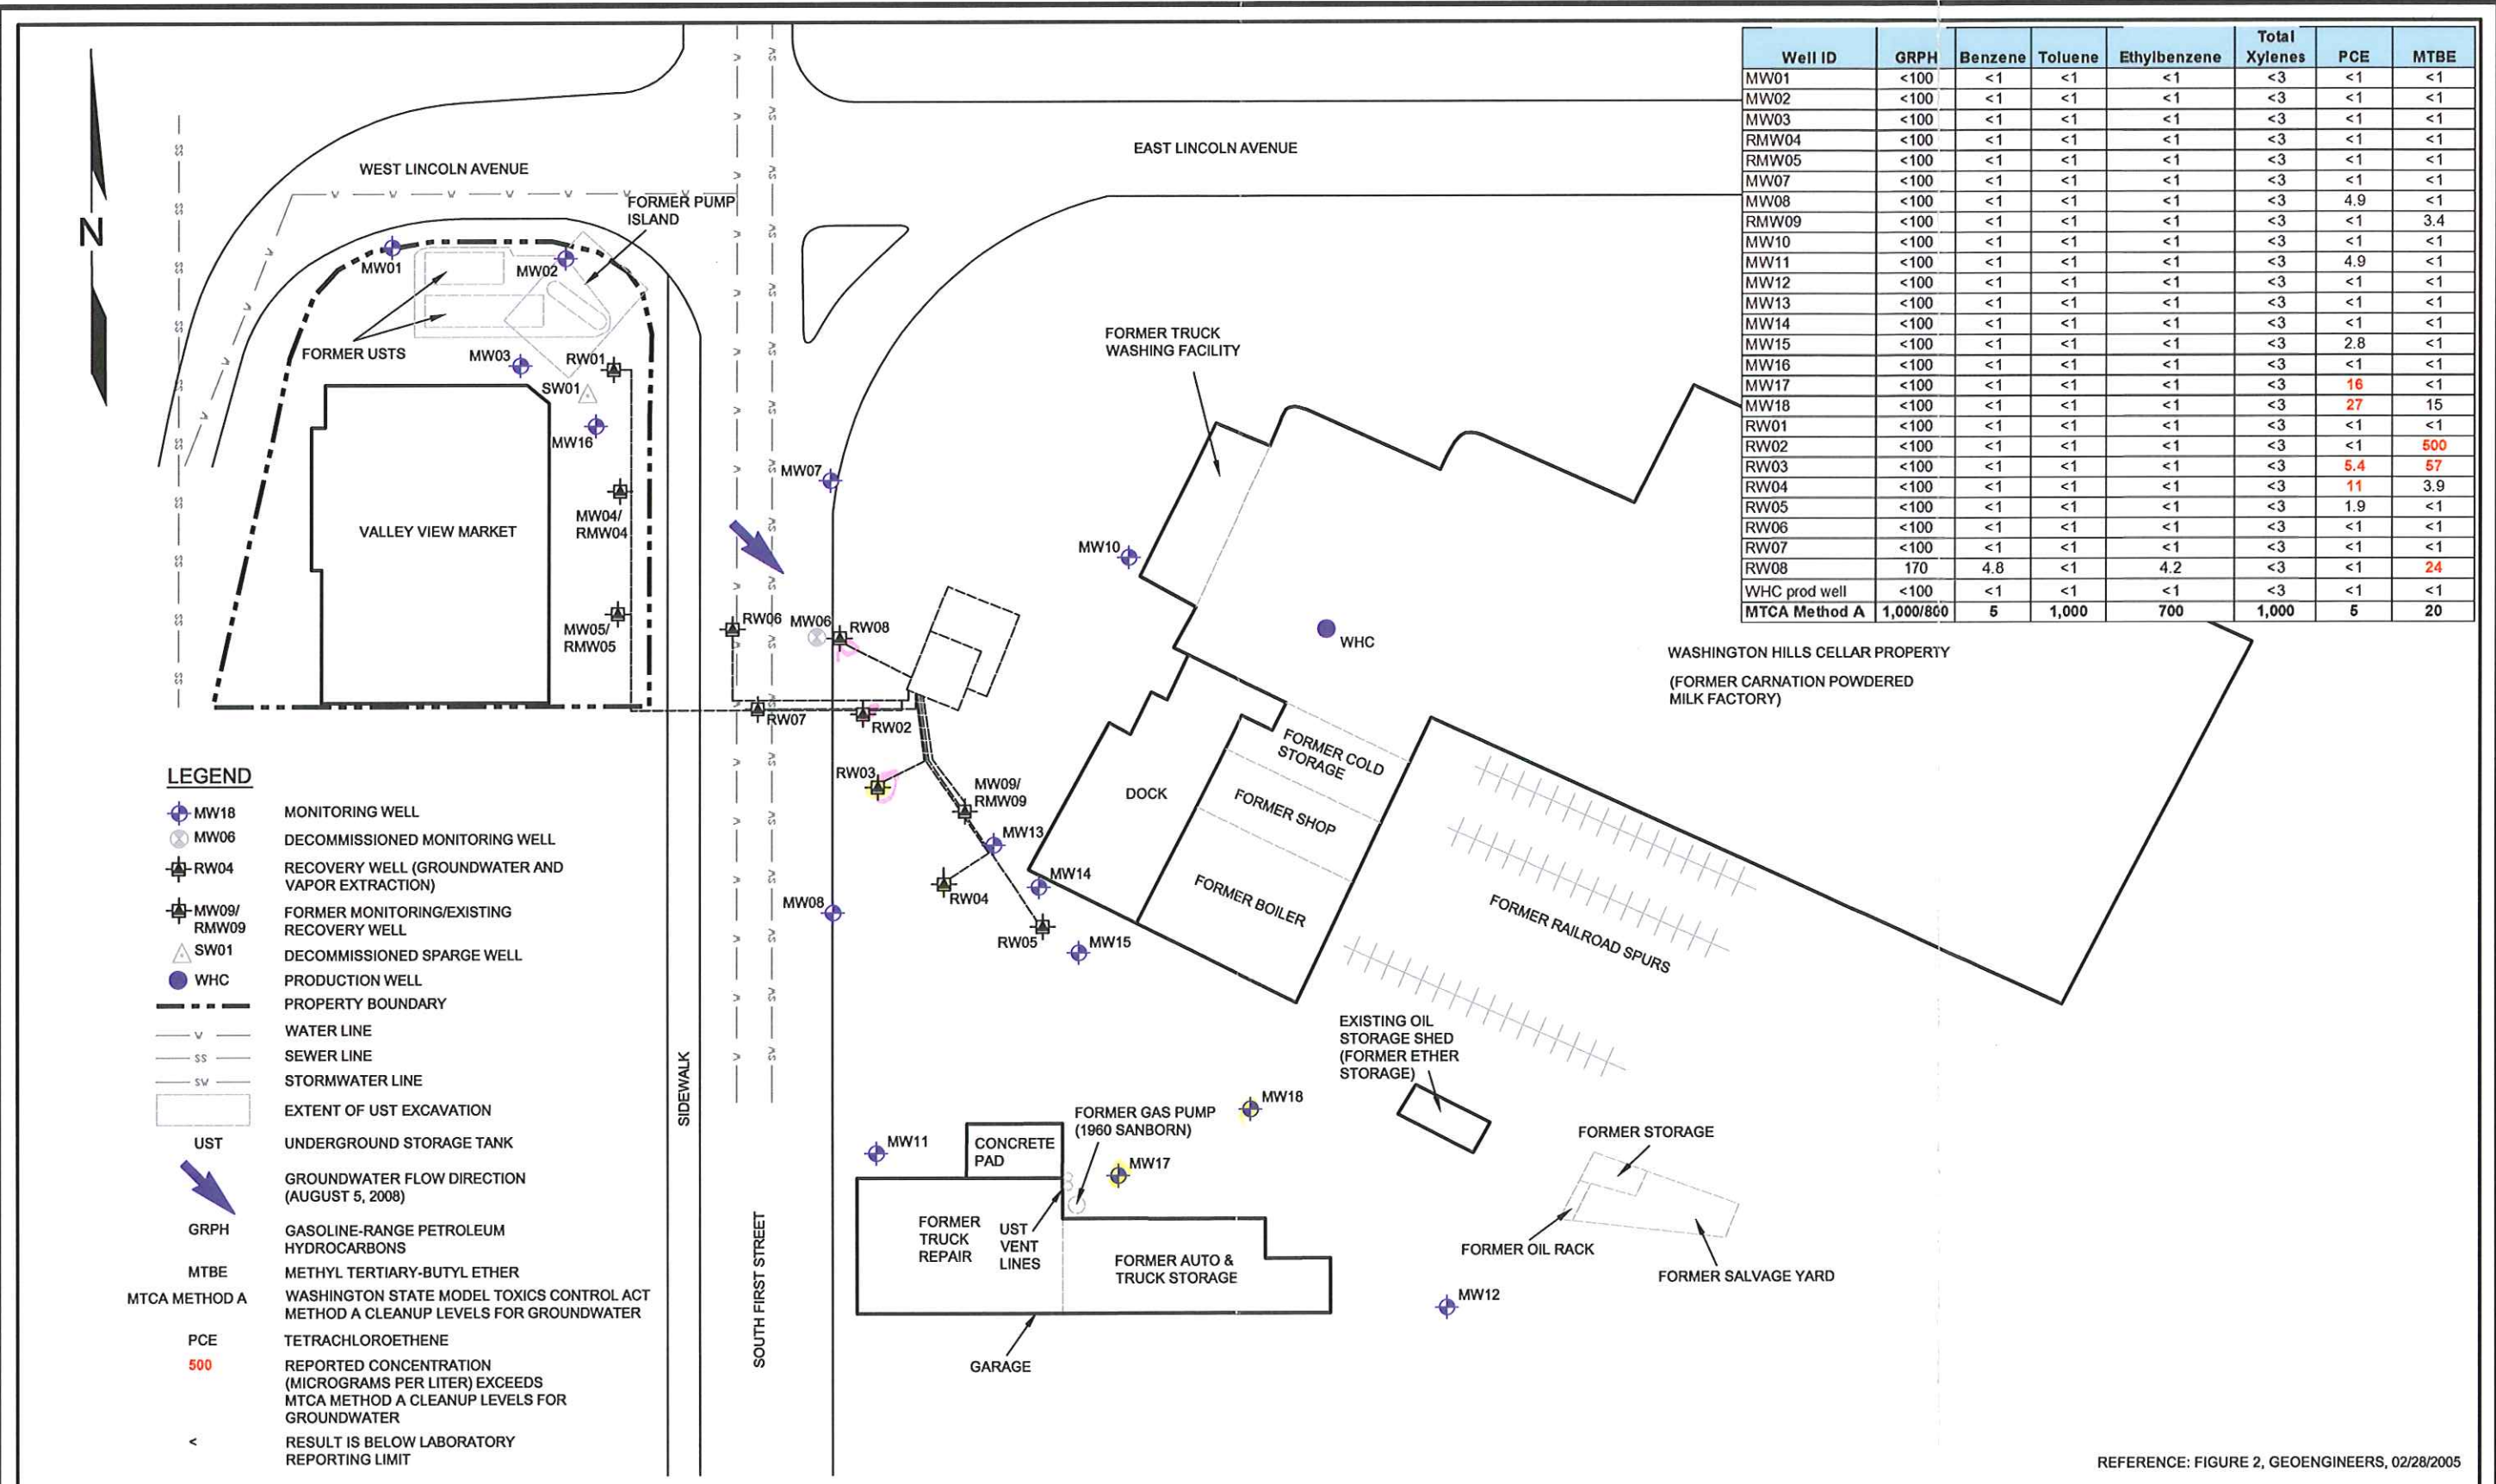 Well ID GRPH Benzene Toluene Ethylbenzene Total Xylenes PCE MTBE
MW01 <100 <1 <1 <1 <3 <1 <1
MW02 <100 <1 <1 <1 <3 <1 <1
MW03 <100 <1 <1 <1 <3 <1 <1
RMW04 <100 <1 <1 <1 <3 <1 <1
RMW05 <100 <1 <1 <1 <3 <1 <1
MW07 <100 <1 <1 <1 <3 <1 <1
MW08 <100 <1 <1 <1 <3 4.9 <1
RMW09 <100 <1 <1 <1 <3 <1 3.4
MW10 <100 <1 <1 <1 <3 <1 <1
MW11 <100 <1 <1 <1 <3 4.9 <1
MW12 <100 <1 <1 <1 <3 <1 <1
MW13 <100 <1 <1 <1 <3 <1 <1
MW14 <100 <1 <1 <1 <3 <1 <1
MW15 <100 <1 <1 <1 <3 2.8 <1
MW16 <100 <1 <1 <1 <3 <1 <1
MW17 <100 <1 <1 <1 <3 16 <1
MW18 <100 <1 <1 <1 <3 27 15
RW01 <100 <1 <1 <1 <3 <1 <1
RW02 <100 <1 <1 <1 <3 <1 500
RW03 <100 <1 <1 <1 <3 5.4 57
RW04 <100 <1 <1 <1 <3 11 3.9
RW05 <100 <1 <1 <1 <3 1.9 <1
RW06 <100 <1 <1 <1 <3 <1 <1
RW07 <100 <1 <1 <1 <3 <1 <1
RW08 170 4.8 <1 4.2 <3 <1 24
WHC prod well <100 <1 <1 <1 <3 <1 <1
MTCA Method A 1,000/800 5 1,000 700 1,000 5 20
N
WEST LINCOLN AVENUE
EAST LINCOLN AVENUE
FORMER PUMP
ISLAND
MW01
MW02
FORMER USTS
MW03
RW01
SW01
MW16
MW04/
RMW04
VALLEY VIEW MARKET
MW05/
RMW05
MW07
RW06
MW06
RW08
RW07
RW02
RW03
MW09/
RMW09
MW13
MW14
RW04
MW08
RW05
MW15
FORMER TRUCK
WASHING FACILITY
MW10
WHC
WASHINGTON HILLS CELLAR PROPERTY
(FORMER CARNATION POWDERED
MILK FACTORY)
FORMER COLD
STORAGE
DOCK
FORMER SHOP
FORMER BOILER
FORMER RAILROAD SPURS
EXISTING OIL
STORAGE SHED
(FORMER ETHER
STORAGE)
MW18
FORMER GAS PUMP
(1960 SANBORN)
MW11
CONCRETE
PAD
MW17
FORMER STORAGE
FORMER
TRUCK
REPAIR
UST
VENT
LINES
FORMER AUTO &
TRUCK STORAGE
FORMER OIL RACK
FORMER SALVAGE YARD
MW12
GARAGE
SIDEWALK
SOUTH FIRST STREET
LEGEND
MW18 MONITORING WELL
MW06 DECOMMISSIONED MONITORING WELL
RW04 RECOVERY WELL (GROUNDWATER AND
VAPOR EXTRACTION)
MW09/ FORMER MONITORING/EXISTING
RMW09 RECOVERY WELL
SW01 DECOMMISSIONED SPARGE WELL
WHC PRODUCTION WELL
PROPERTY BOUNDARY
V WATER LINE
SS SEWER LINE
SV STORMWATER LINE
EXTENT OF UST EXCAVATION
UST UNDERGROUND STORAGE TANK
GROUNDWATER FLOW DIRECTION
(AUGUST 5, 2008)
GRPH GASOLINE-RANGE PETROLEUM
HYDROCARBONS
MTBE METHYL TERTIARY-BUTYL ETHER
MTCA METHOD A WASHINGTON STATE MODEL TOXICS CONTROL ACT
METHOD A CLEANUP LEVELS FOR GROUNDWATER
PCE TETRACHLOROETHENE
500 REPORTED CONCENTRATION
(MICROGRAMS PER LITER) EXCEEDS
MTCA METHOD A CLEANUP LEVELS FOR
GROUNDWATER
< RESULT IS BELOW LABORATORY
REPORTING LIMIT
REFERENCE: FIGURE 2, GEOENGINEERS, 02/28/2005